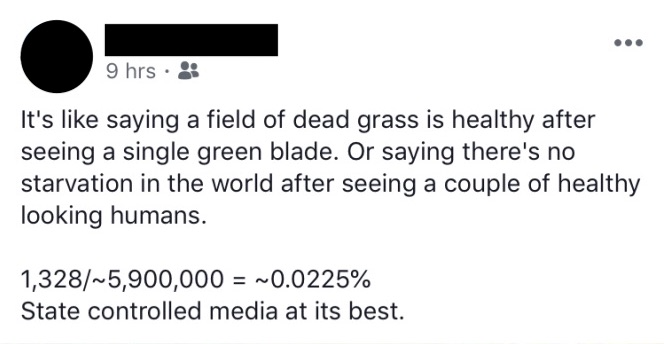 9 hrs ·
It's like saying a field of dead grass is healthy after
seeing a single green blade. Or saying there's no
starvation in the world after seeing a couple of healthy
looking humans.
1,328/~5,900,000 = ~0.0225%
State controlled media at its best.